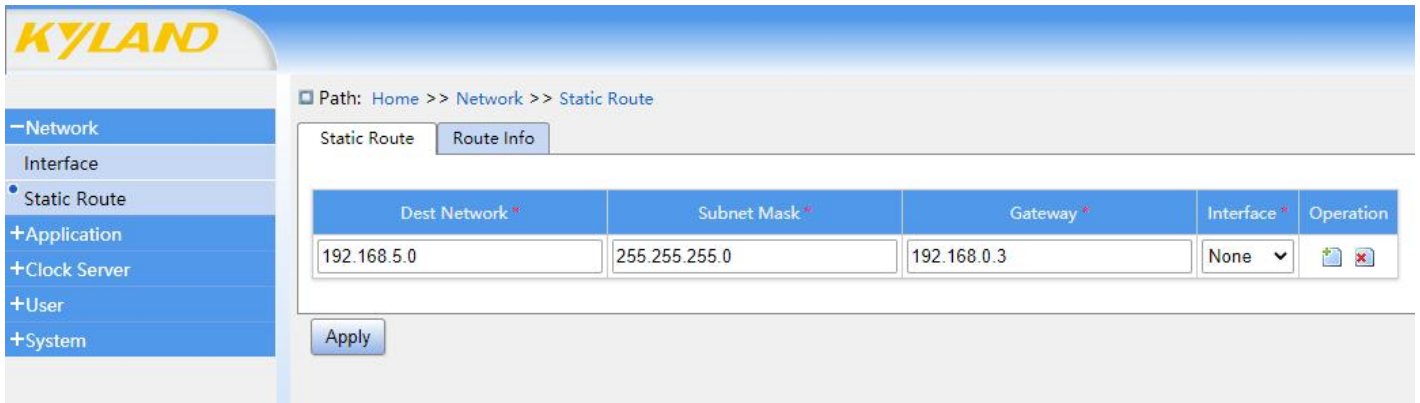 KYLAND
Path: Home >> Network >> Static Route
−Network
Interface
Static Route
+Application
+Clock Server
+User
+System
Static Route Route Info
Dest Network * Subnet Mask * Gateway * Interface * Operation
192.168.5.0 255.255.255.0 192.168.0.3 None
Apply